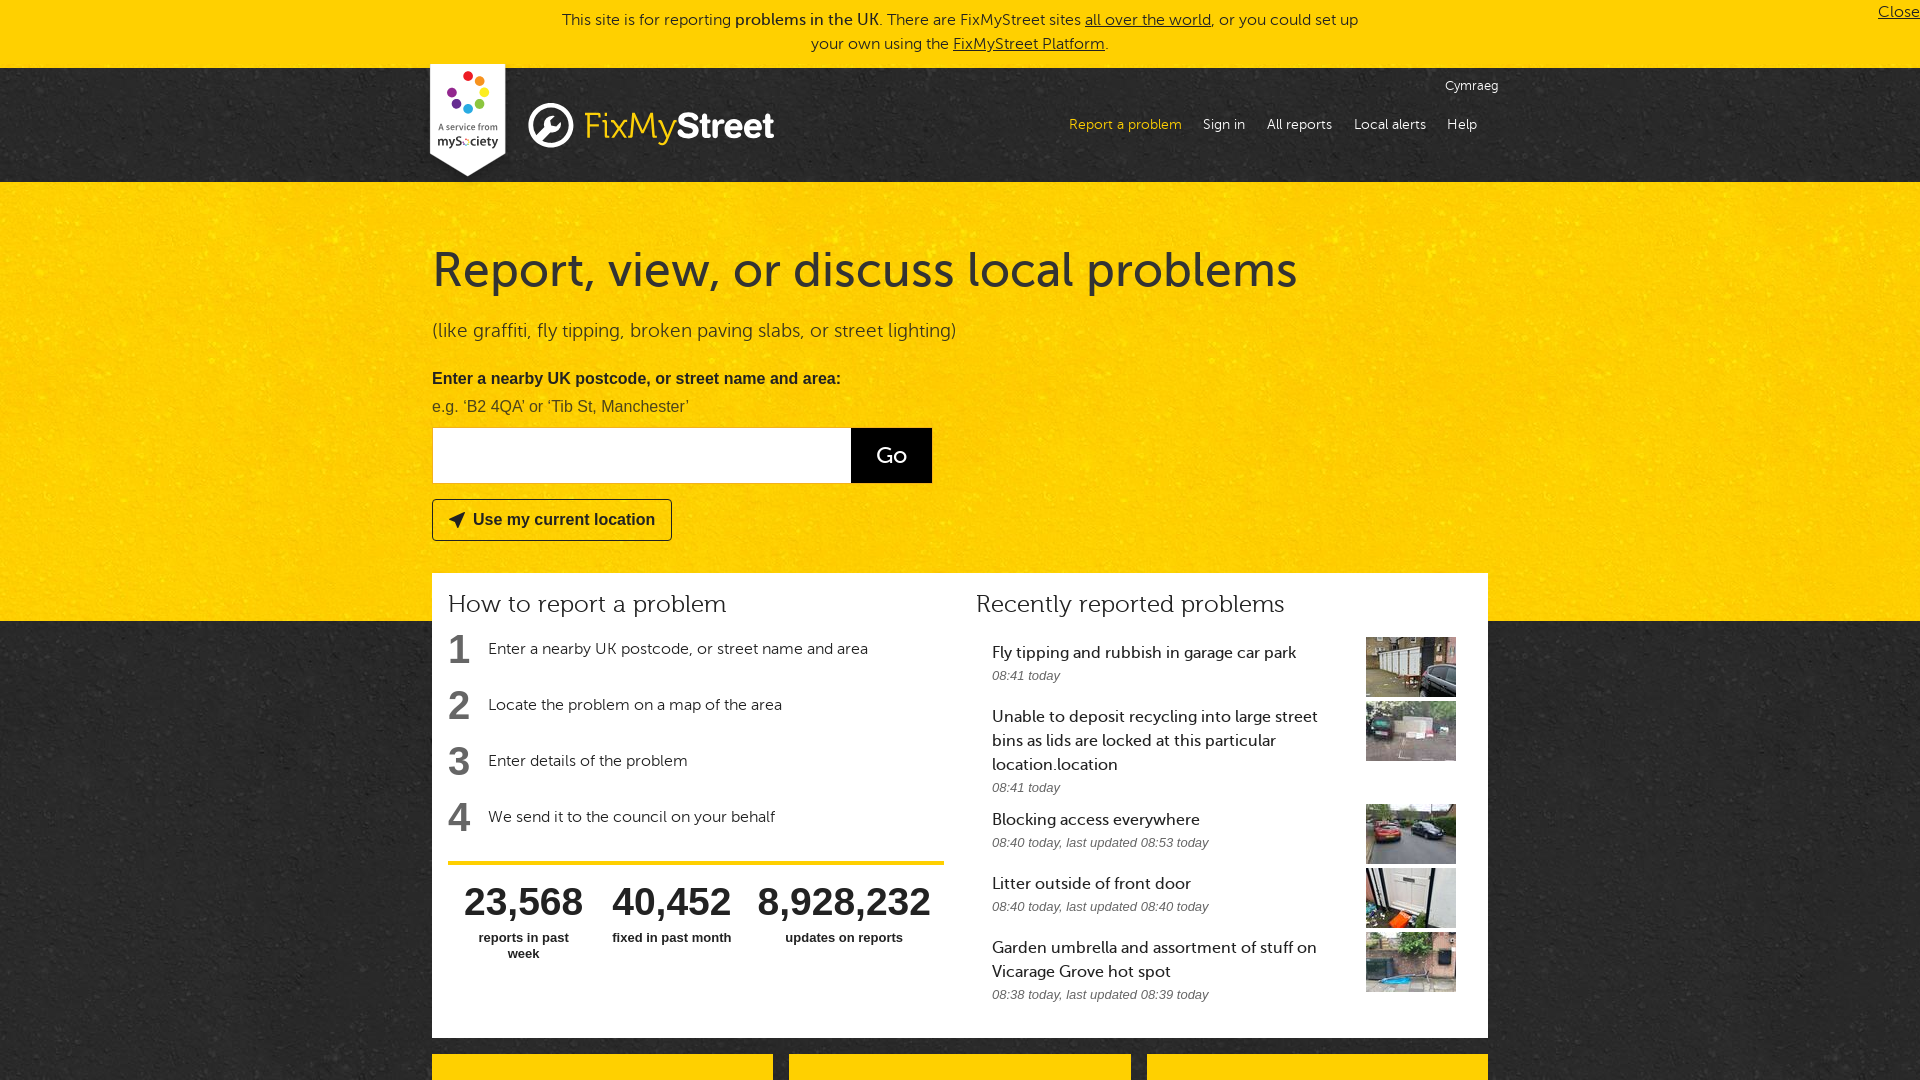 This site is for reporting problems in the UK. There are FixMyStreet sites all over the world, or you could set up
your own using the FixMyStreet Platform.
Close
Cymraeg
A service from
mySociety
FixMyStreet
Report a problem
Sign in
All reports
Local alerts
Help
Report, view, or discuss local problems
(like graffiti, fly tipping, broken paving slabs, or street lighting)
Enter a nearby UK postcode, or street name and area:
e.g. ‘B2 4QA’ or ‘Tib St, Manchester’
Go
Use my current location
How to report a problem
1 Enter a nearby UK postcode, or street name and area
2 Locate the problem on a map of the area
3 Enter details of the problem
4 We send it to the council on your behalf
23,568
reports in past
week
40,452
fixed in past month
8,928,232
updates on reports
Recently reported problems
Fly tipping and rubbish in garage car park
08:41 today
Unable to deposit recycling into large street
bins as lids are locked at this particular
location.location
08:41 today
Blocking access everywhere
08:40 today, last updated 08:53 today
Litter outside of front door
08:40 today, last updated 08:40 today
Garden umbrella and assortment of stuff on
Vicarage Grove hot spot
08:38 today, last updated 08:39 today